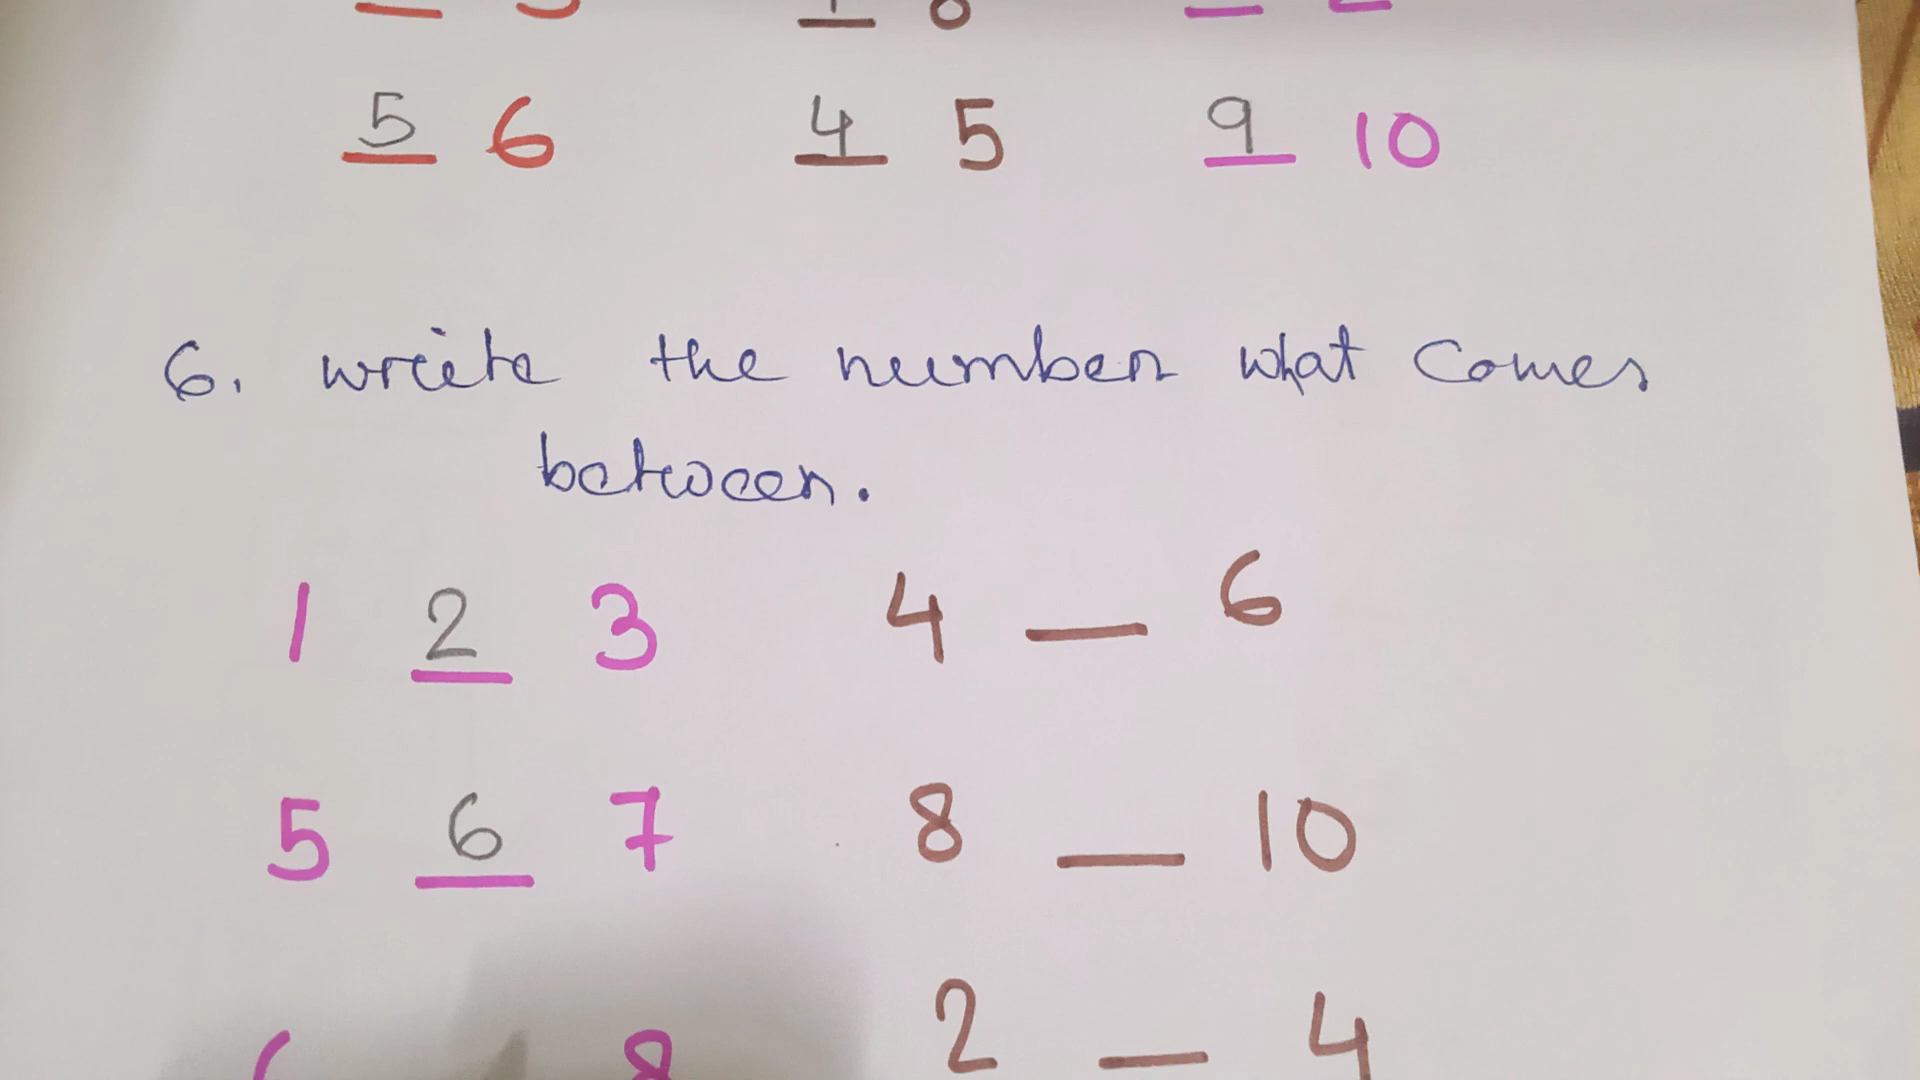 5 6 4 5 9 10
6. write the number what comes
between.
1 2 3 4 _ 6
5 6 7 8 _ 10
8 2 _ 4